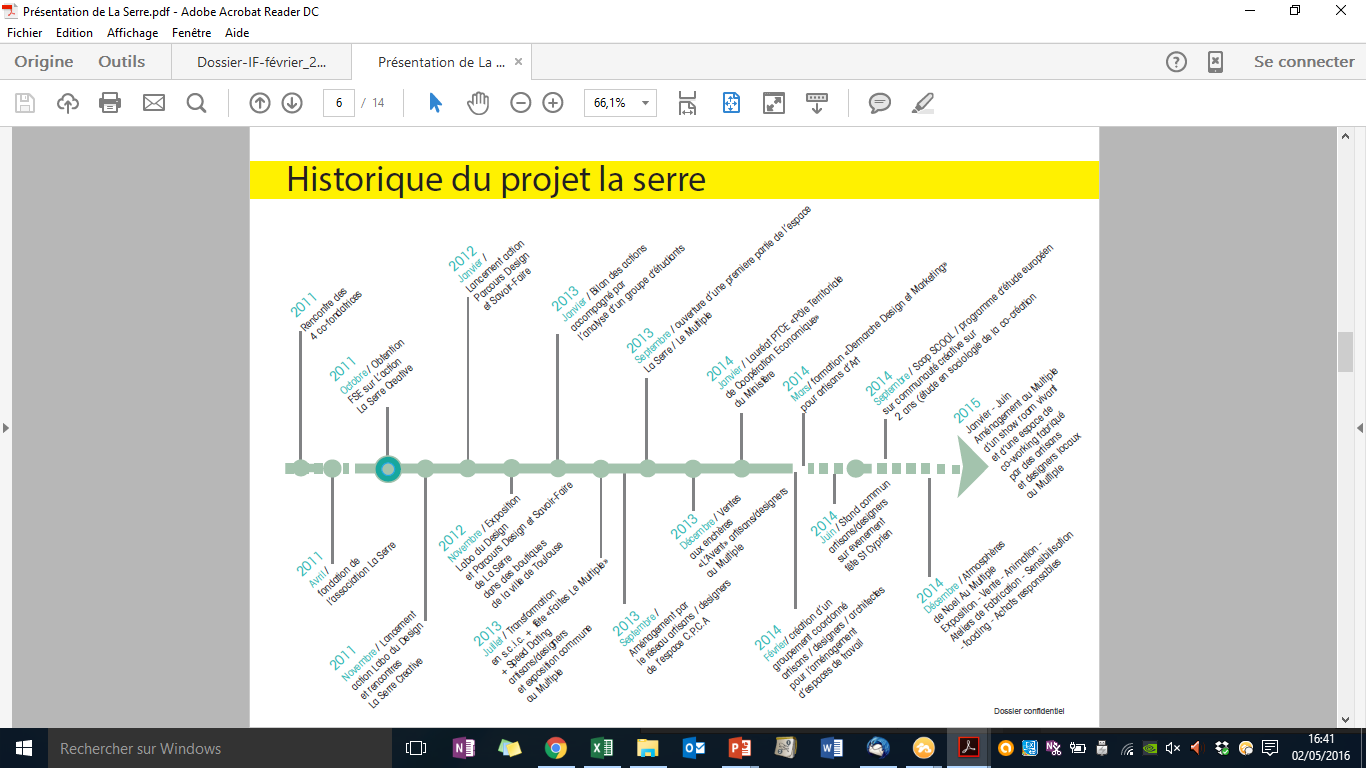 Présentation de La Serre.pdf - Adobe Acrobat Reader DC
Fichier Edition Affichage Fenêtre Aide
Origine Outils Dossier-IF-février_2... Présentation de La ... × Se connecter
6 / 14 66,1%
Historique du projet la serre
2011
Rencontre des
4 co-fondatrices
2011
Octobre / Obtention
FSE sur l'action
La Serre Creative
2012
Janvier /
Lancement action
Parcours Design
et Savoir-Faire
2013
Janvier / Bilan des actions
accompagné par
l'analyse d'un groupe d'étudiants
2013
Septembre / ouverture d'une premiere partie de l'espace
La Serre / Le Multiple
2014
Janvier / Lauréat PTCE «Pôle Territoriale
de Coopération Economique»
du Ministère
2014
Mars/ formation «Demarche Design et Marketing»
pour artisans d'Art
2014
Septembre / Scop SCOOL / programme d'étude européen
sur communauté créative sur
2 ans (étude en sociologie de la co-création
2015
Janvier - Juin
Aménagement au Multiple
d'un show room vivant
et d'une espace de
co-working fabriqué
par des artisans
et designers locaux
au Multiple
2011
Avril /
fondation de
l'association La Serre
2011
Novembre / Lancement
action Labo du Design
et rencontres
La Serre Creative
2012
Novembre / Exposition
Labo du Design
et Parcours Design et Savoir-Faire
de La Serre
dans des boutiques
de la ville de Toulouse
2013
Juillet / Transformation
en s.c.i.c. + fête «Faites Le Multiple»
+ Speed Dating
artisans/designers
et exposition commune
au Multiple
2013
Septembre /
Aménagement par
le réseau artisans / designers
de l'espace C.P.C.A
2013
Décembre / Ventes
aux enchères
«L'Avent» artisans/designers
au Multiple
2014
Février/ création d'un
groupement coordonné
artisans / designers / architectes
pour l'aménagement
d'espaces de travail
2014
Juin / Stand commun
artisans/designers
sur evenement
fête St Cyprien
2014
Décembre / Atmosphères
de Noel Au Multiple
Exposition - Vente - Animation -
Ateliers de Fabrication - Sensibilisation
- fooding - Achats responsables
Dossier confidentiel
Rechercher sur Windows
16:41
02/05/2016